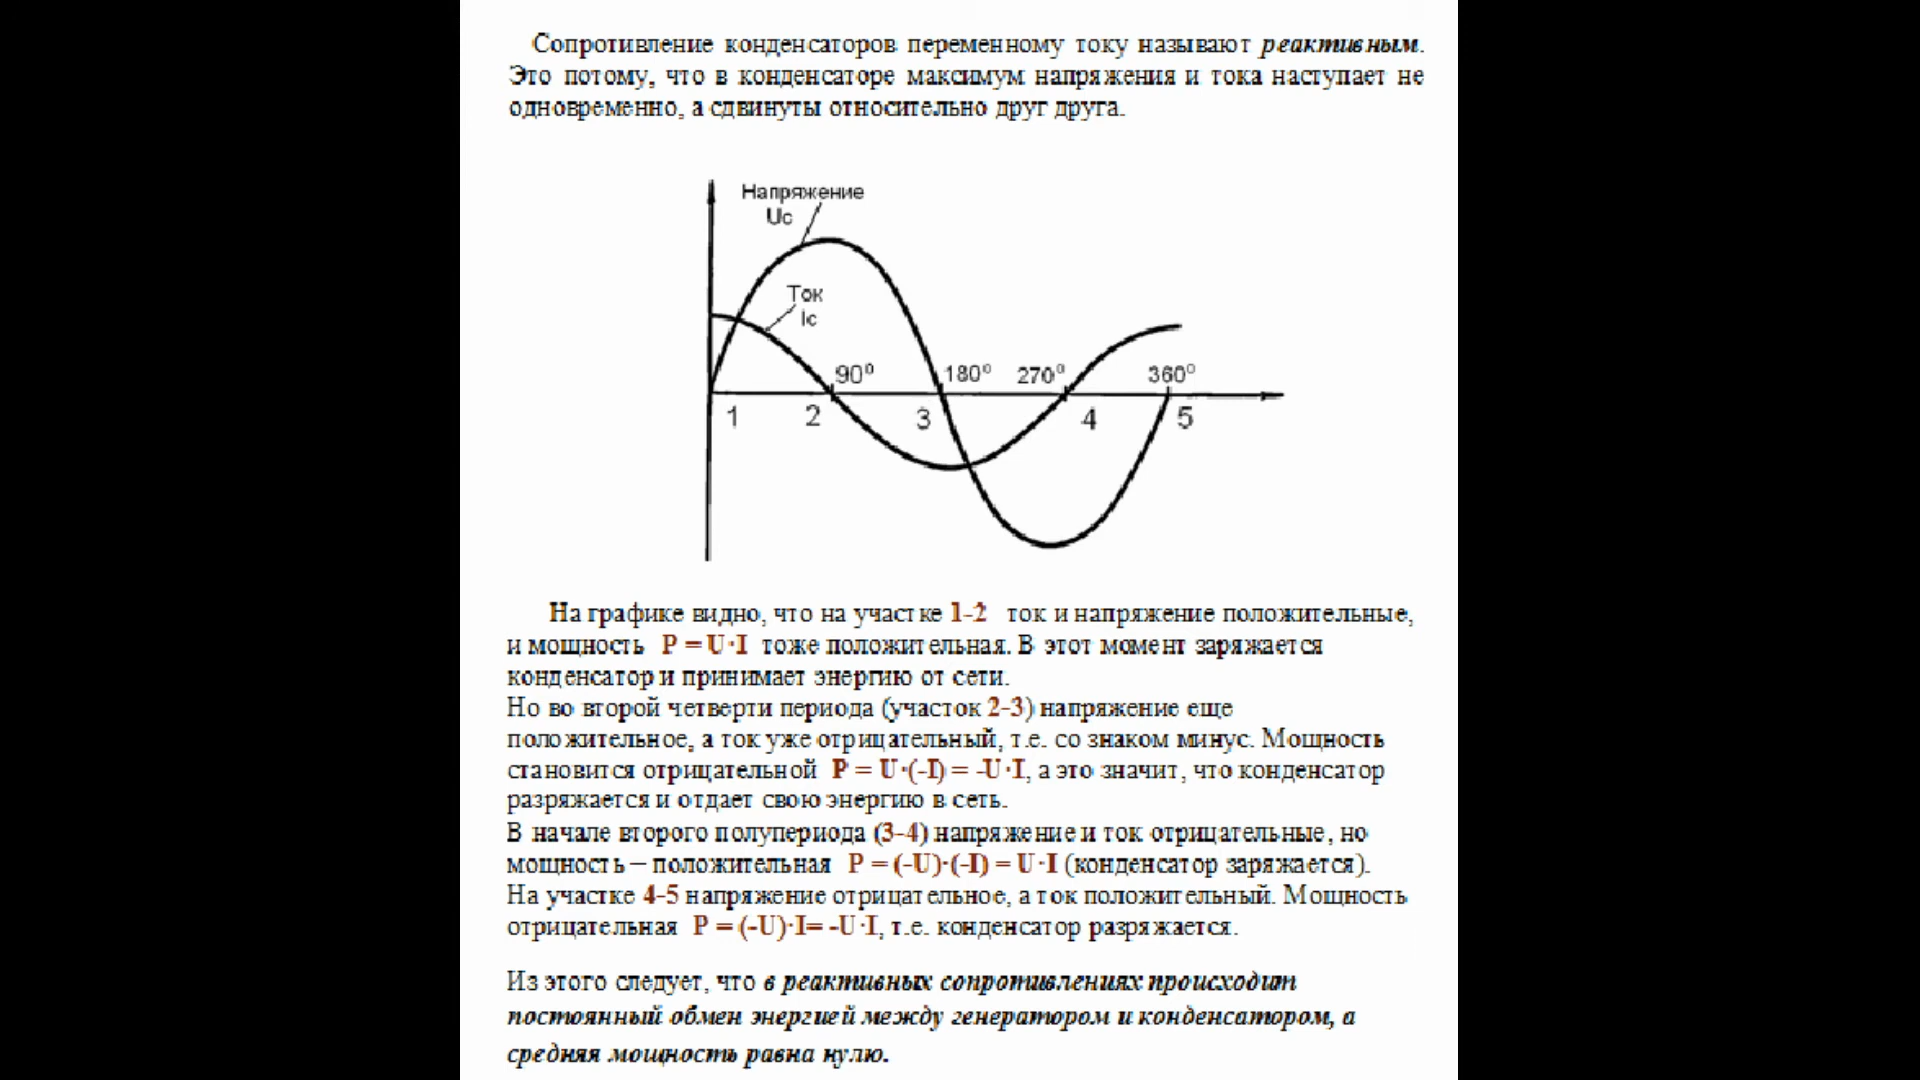 Сопротивление конденсаторов переменному току называют реактивным.
Это потому, что в конденсаторе максимум напряжения и тока наступает не
одновременно, а сдвинуты относительно друг друга.
Напряжение
Uc
Ток
Ic
90⁰ 180⁰ 270⁰ 360⁰
1 2 3 4 5
На графике видно, что на участке 1-2 ток и напряжение положительные,
и мощность P = U·I тоже положительная. В этот момент заряжается
конденсатор и принимает энергию от сети.
Но во второй четверти периода (участок 2-3) напряжение еще
положительное, а ток уже отрицательный, т.е. со знаком минус. Мощность
становится отрицательной P = U·(-I) = -U·I, а это значит, что конденсатор
разряжается и отдает свою энергию в сеть.
В начале второго полупериода (3-4) напряжение и ток отрицательные, но
мощность – положительная P = (-U)·(-I) = U·I (конденсатор заряжается).
На участке 4-5 напряжение отрицательное, а ток положительный. Мощность
отрицательная P = (-U)·I= -U·I, т.е. конденсатор разряжается.
Из этого следует, что в реактивных сопротивлениях происходит
постоянный обмен энергией между генератором и конденсатором, а
средняя мощность равна нулю.